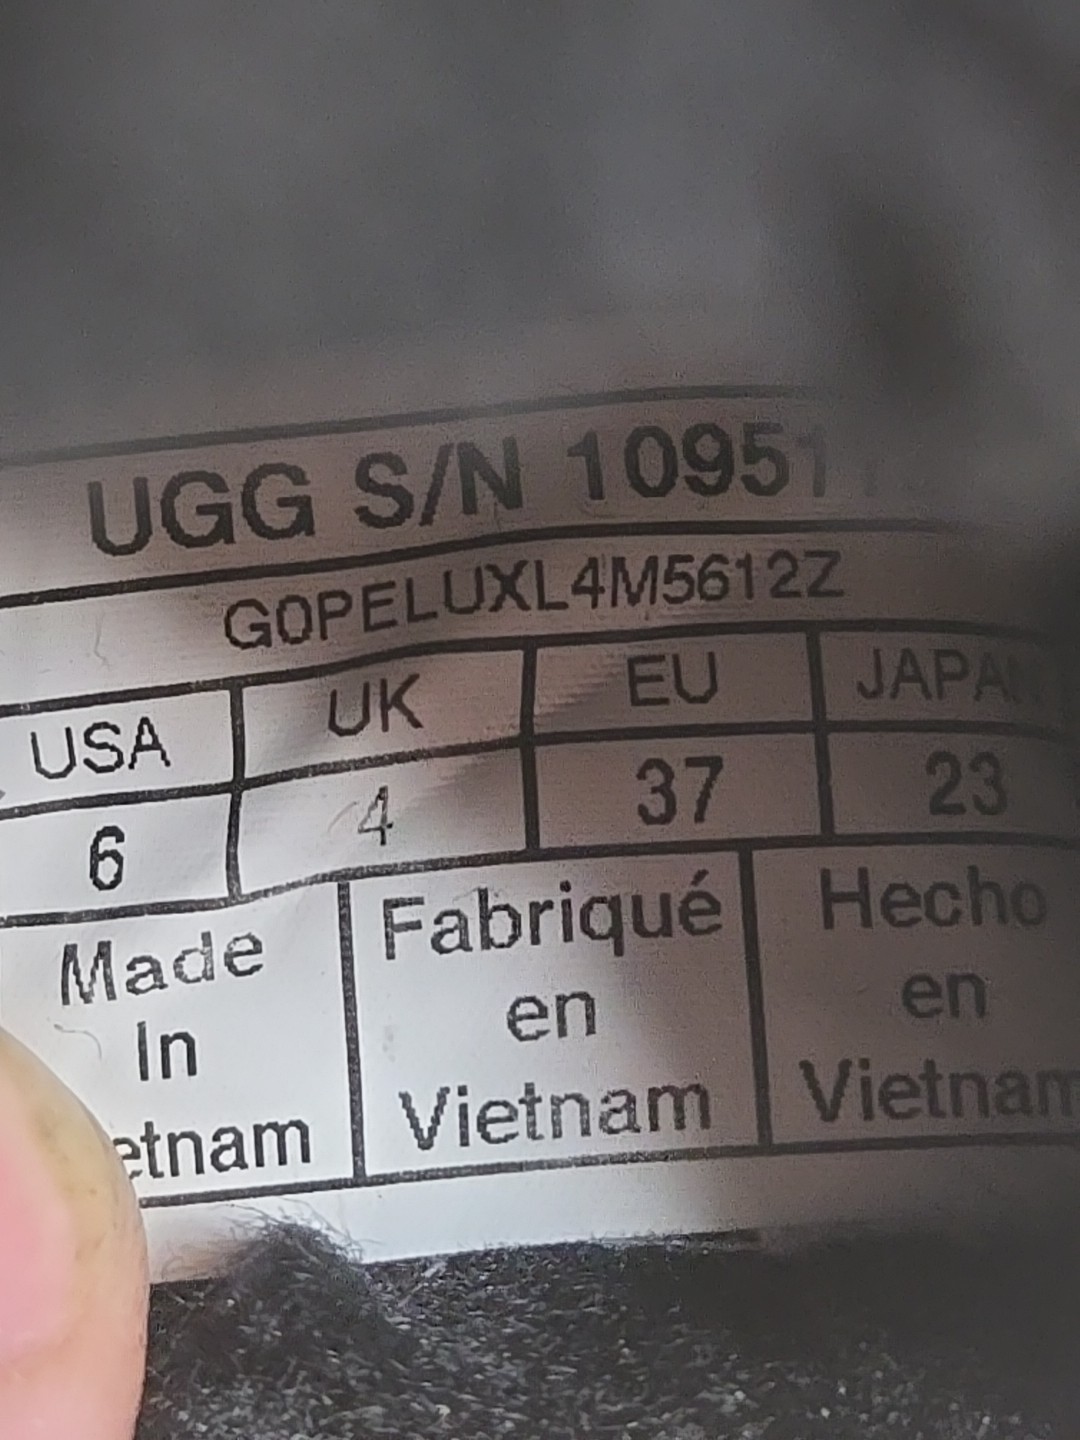 UGG S/N 10951
G0PELUXL4M5612Z
USA UK EU JAPAN
6 4 37 23
Made Fabriqué Hecho
In en en
etnam Vietnam Vietnam